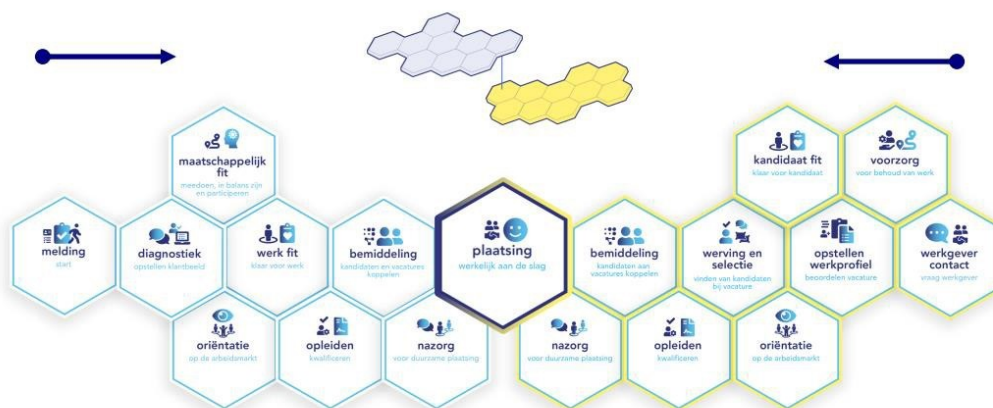 maatschappelijk
fit
meedoen, in balans zijn
en participeren
kandidaat fit
klaar voor kandidaat
voorzorg
voor behoud van werk
melding
start
diagnostiek
opstellen klantbeeld
werk fit
klaar voor werk
bemiddeling
kandidaten en vacatures
koppelen
plaatsing
werkelijk aan de slag
bemiddeling
kandidaten aan
vacatures koppelen
werving en
selectie
vinden van kandidaten
bij vacature
opstellen
werkprofiel
beoordelen vacature
werkgever
contact
vraag werkgever
oriëntatie
op de arbeidsmarkt
opleiden
kwalificeren
nazorg
voor duurzame plaatsing
nazorg
voor duurzame plaatsing
opleiden
kwalificeren
oriëntatie
op de arbeidsmarkt